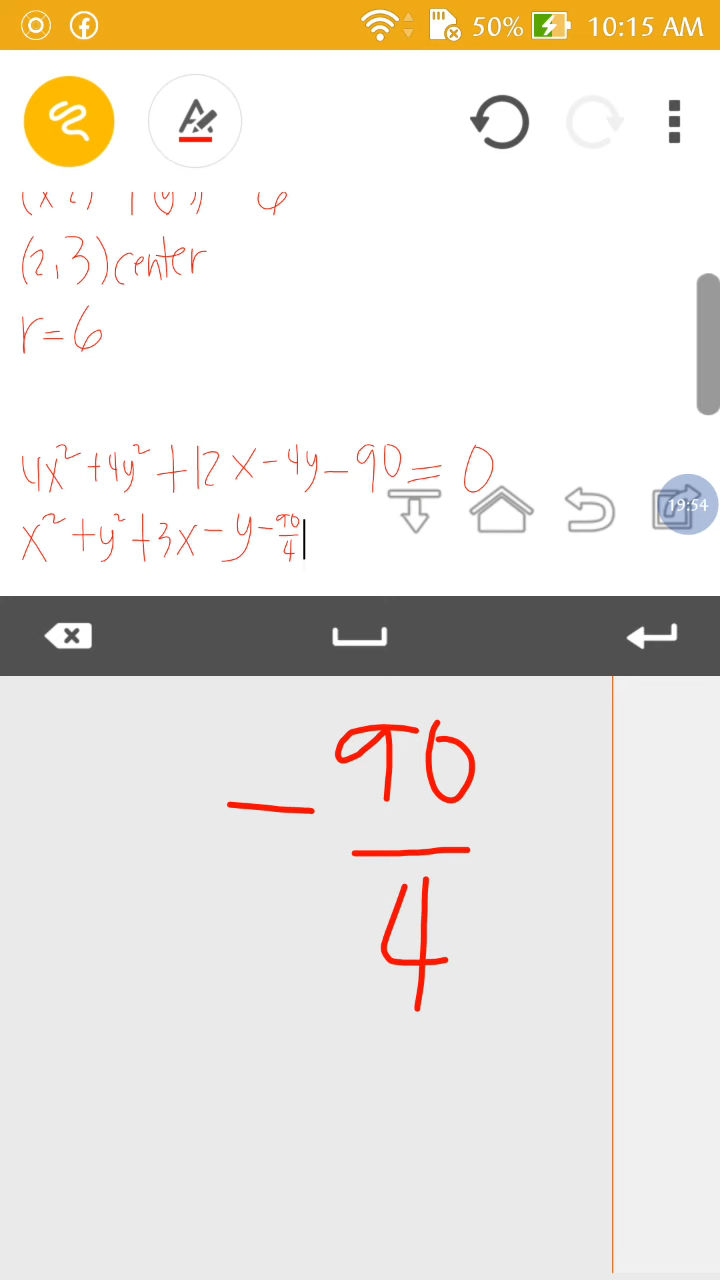 50% 10:15 AM
(2,3) center
r=6
4x²+4y²+12x-4y-90=0
x²+y²+3x-y-90/4
19:54
- 90/4